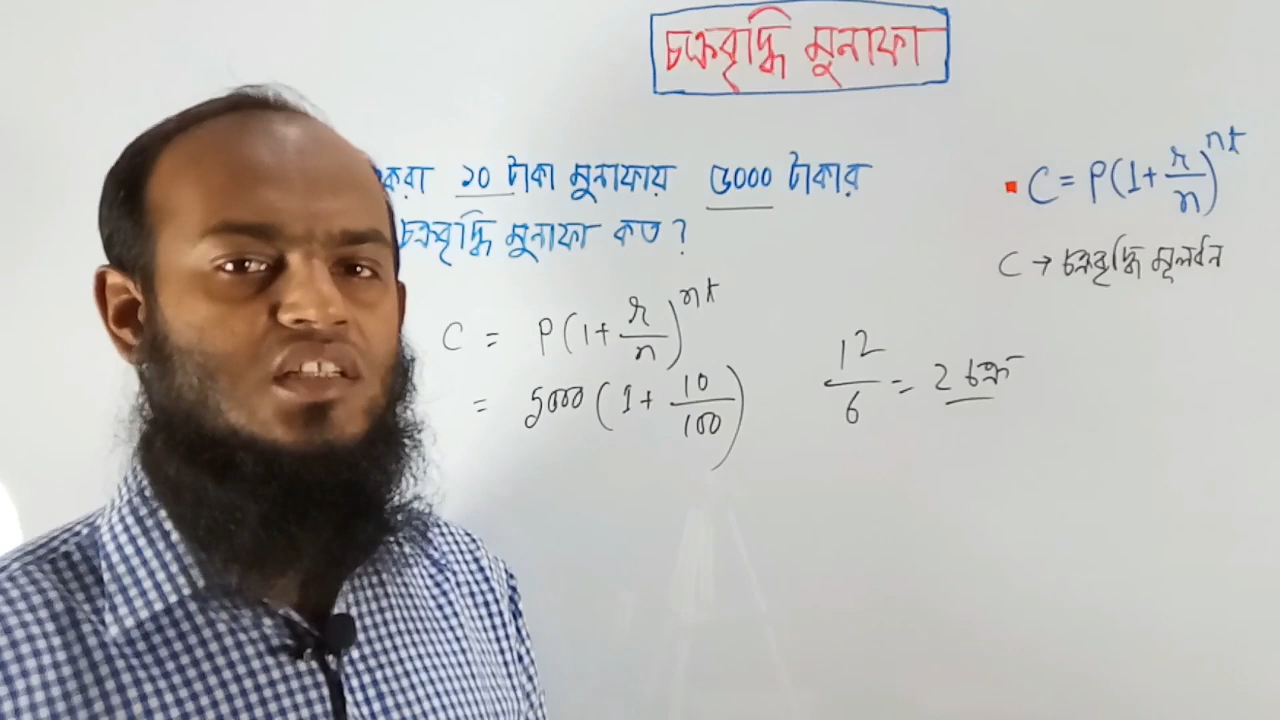 চক্রবৃদ্ধি মুনাফা
করা ১০ টাকা মুনাফায় ৫০০০ টাকার
চক্রবৃদ্ধি মুনাফা কত ?
C = P(1+r/n)^nt
C → চক্রবৃদ্ধি মূলধন
C = P(1+r/n)^nt
= 5000 (1+ 10/100)
12/6 = 2 চক্র